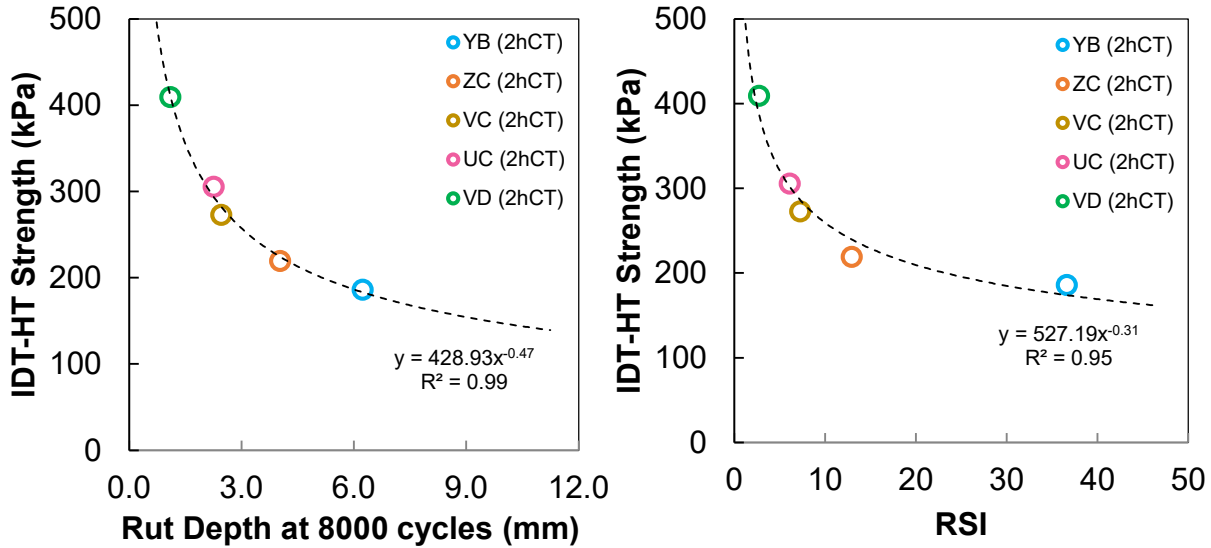 IDT-HT Strength (kPa)
500
400
300
200
100
0
0.0 3.0 6.0 9.0 12.0
Rut Depth at 8000 cycles (mm)
YB (2hCT)
ZC (2hCT)
VC (2hCT)
UC (2hCT)
VD (2hCT)
y = 428.93x^-0.47
R² = 0.99
IDT-HT Strength (kPa)
500
400
300
200
100
0
0 10 20 30 40 50
RSI
YB (2hCT)
ZC (2hCT)
VC (2hCT)
UC (2hCT)
VD (2hCT)
y = 527.19x^-0.31
R² = 0.95